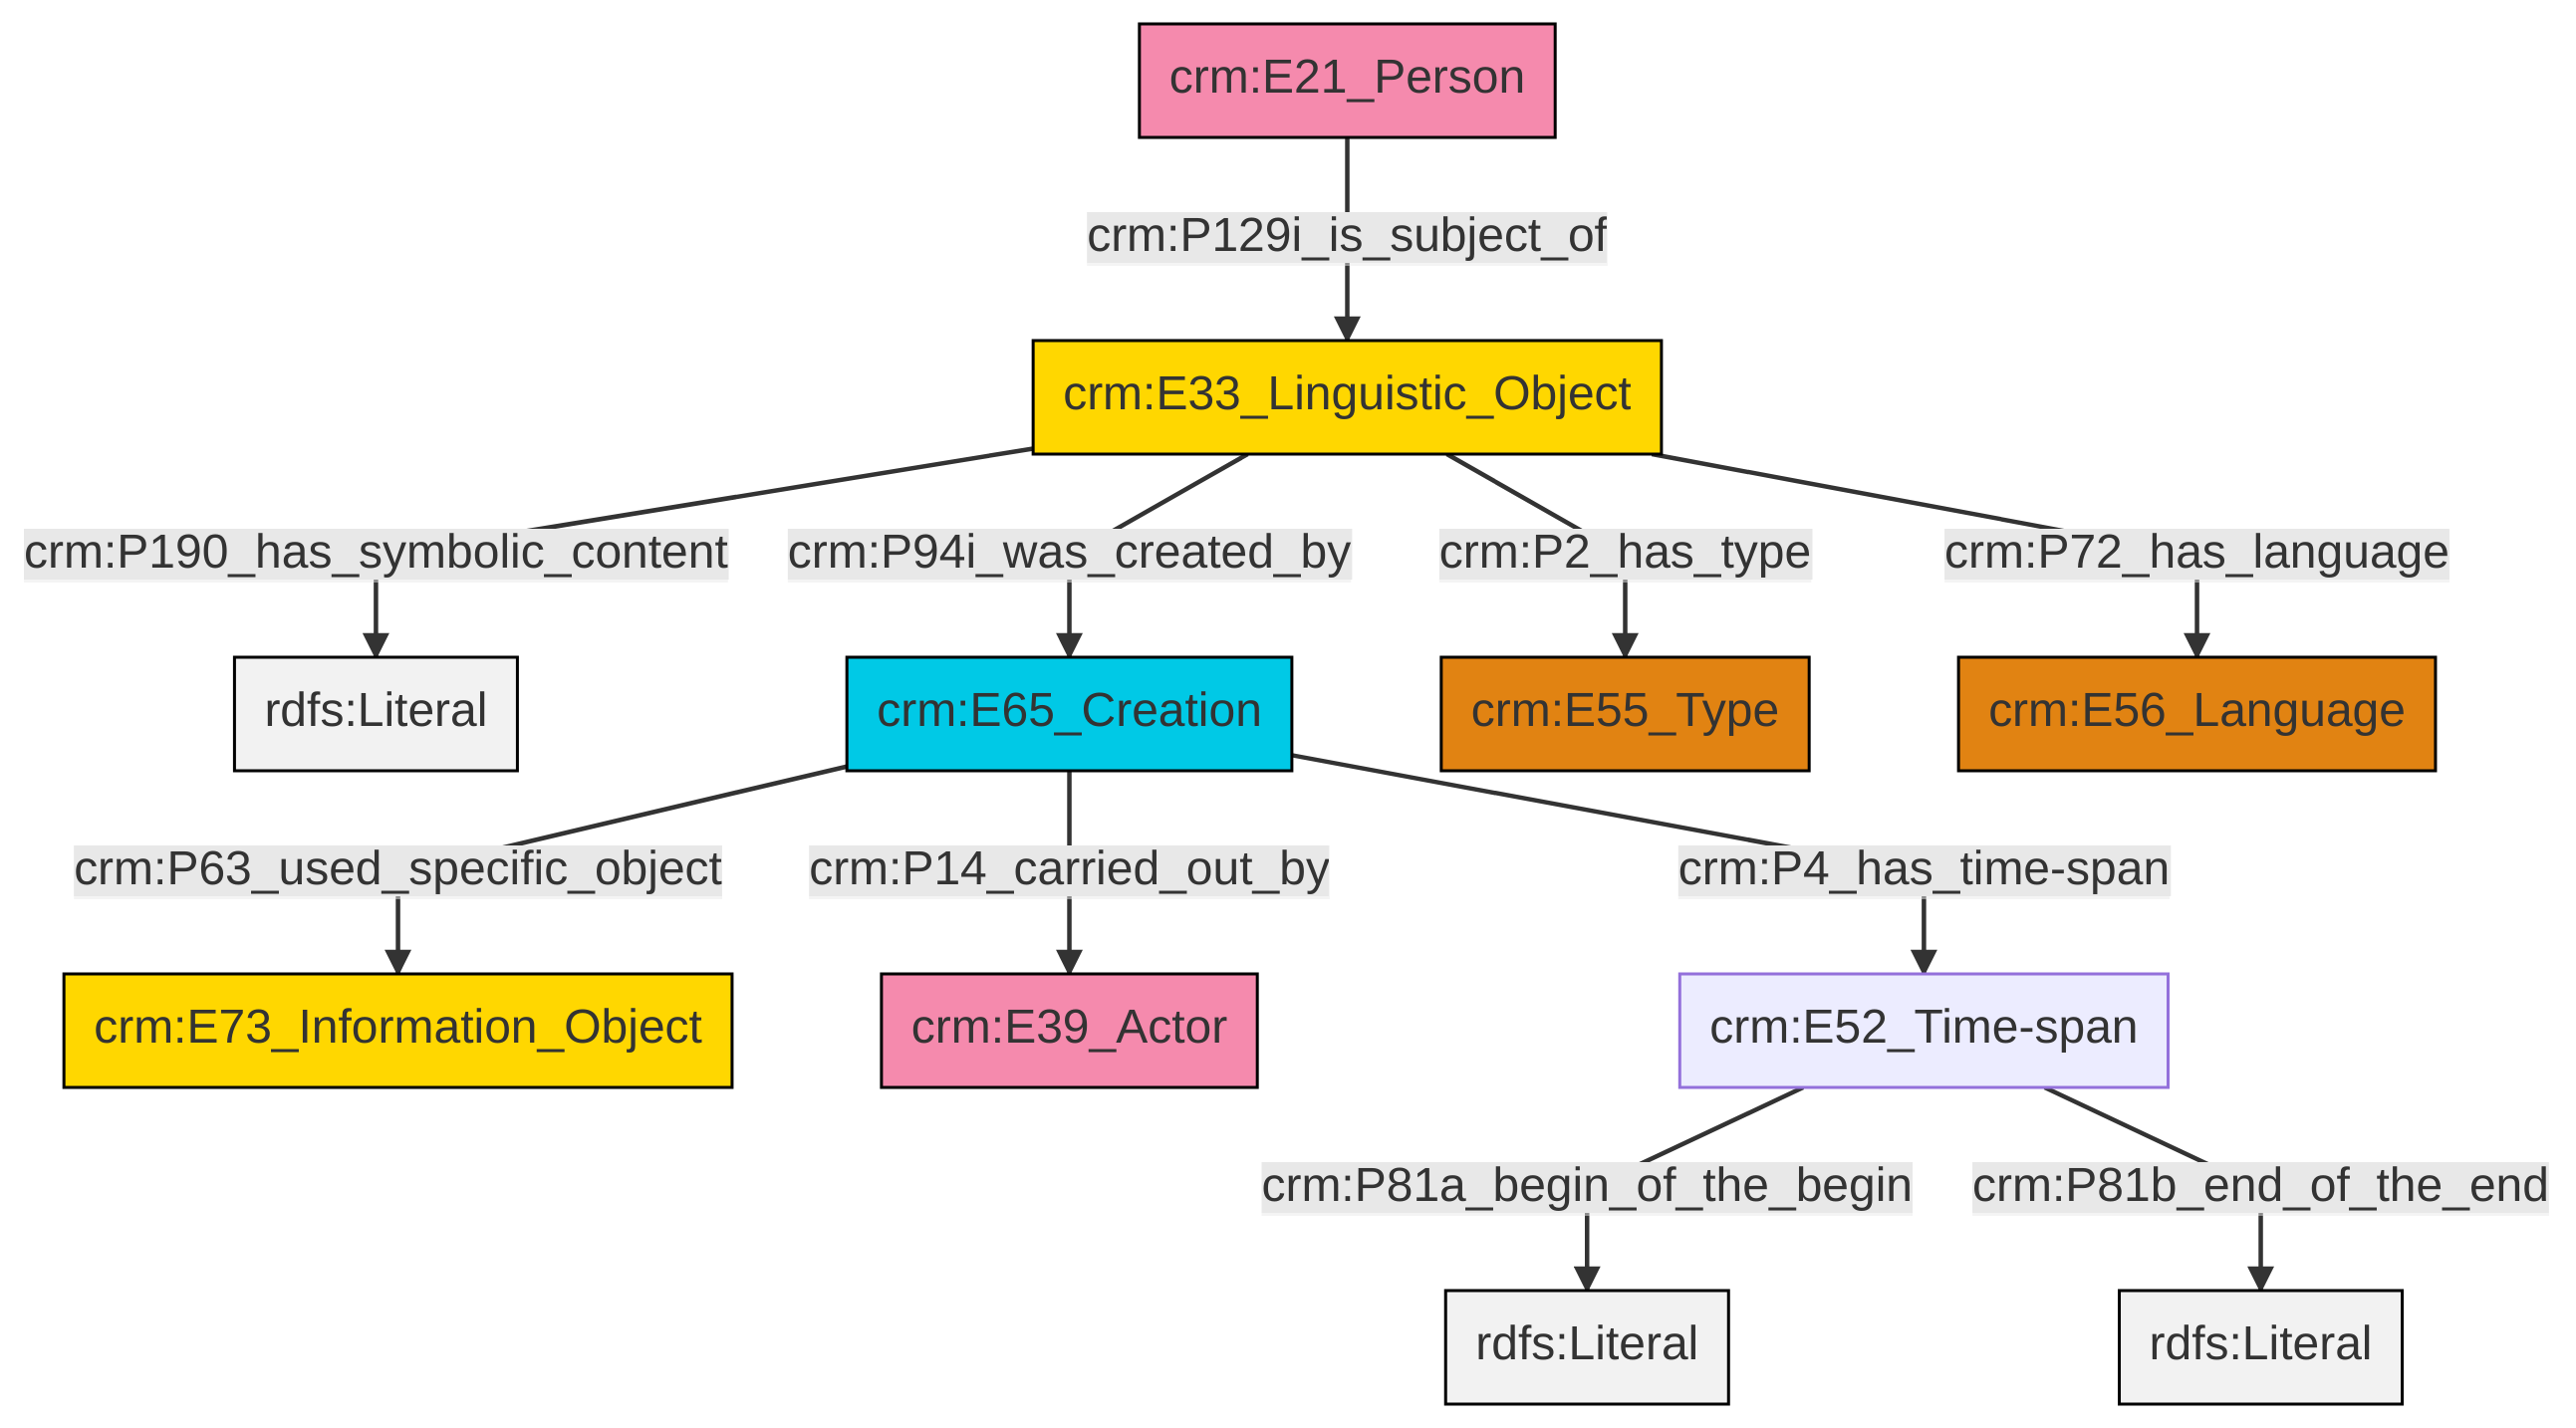 crm:E21_Person
crm:P129i_is_subject_of
crm:E33_Linguistic_Object
crm:P190_has_symbolic_content
crm:P94i_was_created_by
crm:P2_has_type
crm:P72_has_language
rdfs:Literal
crm:E65_Creation
crm:E55_Type
crm:E56_Language
crm:P63_used_specific_object
crm:P14_carried_out_by
crm:P4_has_time-span
crm:E73_Information_Object
crm:E39_Actor
crm:E52_Time-span
crm:P81a_begin_of_the_begin
crm:P81b_end_of_the_end
rdfs:Literal
rdfs:Literal